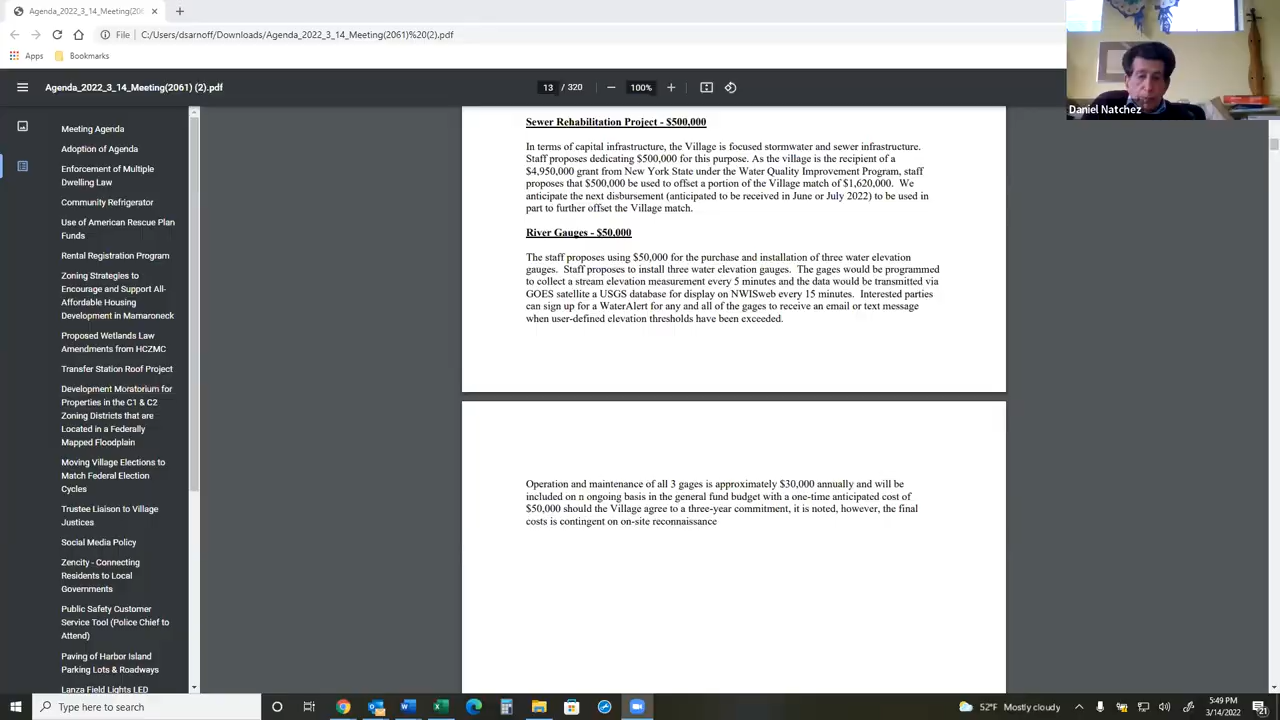 Agenda_2022_3_14_Meeting(206
File
C:/Users/dsarnoff/Downloads/Agenda_2022_3_14_Meeting(2061)%20(2).pdf
Apps
Bookmarks
Agenda_2022_3_14_Meeting(2061) (2).pdf
13 / 320
100%
Daniel Natchez
Meeting Agenda
Adoption of Agenda
Enforcement of Multiple
Dwelling Law
Community Refrigerator
Use of American Rescue Plan
Funds
Rental Registration Program
Zoning Strategies to
Encourage and Support All-
Affordable Housing
Development in Mamaroneck
Proposed Wetlands Law
Amendments from HCZMC
Transfer Station Roof Project
Development Moratorium for
Properties in the C1 & C2
Zoning Districts that are
Located in a Federally
Mapped Floodplain
Moving Village Elections to
Match Federal Election
Cycles
Trustee Liaison to Village
Justices
Social Media Policy
Zencity - Connecting
Residents to Local
Governments
Public Safety Customer
Service Tool (Police Chief to
Attend)
Paving of Harbor Island
Parking Lots & Roadways
Lanza Field Lights LED
Sewer Rehabilitation Project - $500,000
In terms of capital infrastructure, the Village is focused stormwater and sewer infrastructure.
Staff proposes dedicating $500,000 for this purpose. As the village is the recipient of a
$4,950,000 grant from New York State under the Water Quality Improvement Program, staff
proposes that $500,000 be used to offset a portion of the Village match of $1,620,000. We
anticipate the next disbursement (anticipated to be received in June or July 2022) to be used in
part to further offset the Village match.
River Gauges - $50,000
The staff proposes using $50,000 for the purchase and installation of three water elevation
gauges. Staff proposes to install three water elevation gauges. The gages would be programmed
to collect a stream elevation measurement every 5 minutes and the data would be transmitted via
GOES satellite a USGS database for display on NWISweb every 15 minutes. Interested parties
can sign up for a WaterAlert for any and all of the gages to receive an email or text message
when user-defined elevation thresholds have been exceeded.
Operation and maintenance of all 3 gages is approximately $30,000 annually and will be
included on n ongoing basis in the general fund budget with a one-time anticipated cost of
$50,000 should the Village agree to a three-year commitment, it is noted, however, the final
costs is contingent on on-site reconnaissance
Type here to search
52°F Mostly cloudy
5:49 PM
3/14/2022
21